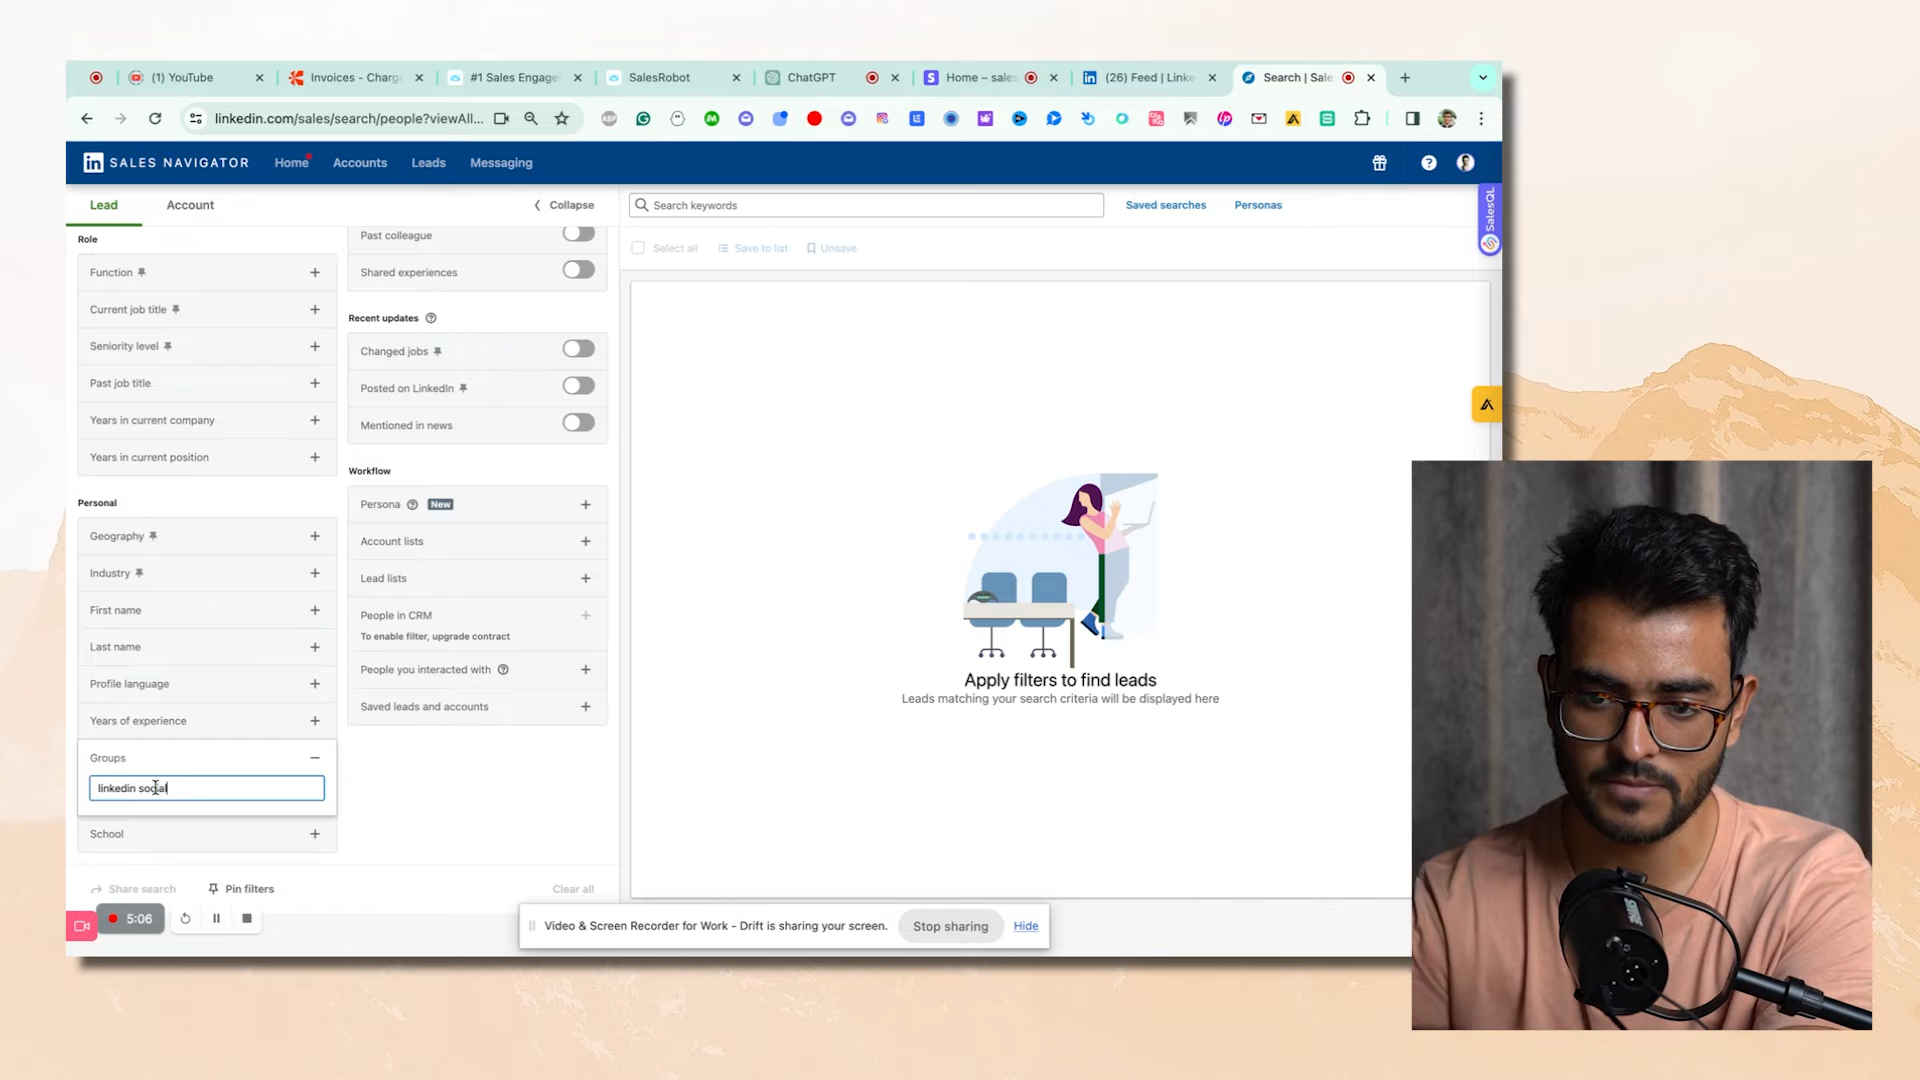 (1) YouTube
Invoices - Charge
#1 Sales Engage
SalesRobot
ChatGPT
Home – sales
(26) Feed | Linke
Search | Sale
linkedin.com/sales/search/people?viewAll...
in SALES NAVIGATOR
Home
Accounts
Leads
Messaging
Lead
Account
Collapse
Search keywords
Saved searches
Personas
SalesQL
Select all
Save to list
Unsave
Role
Function
Current job title
Seniority level
Past job title
Years in current company
Years in current position
Personal
Geography
Industry
First name
Last name
Profile language
Years of experience
Groups
linkedin social
School
Past colleague
Shared experiences
Recent updates
Changed jobs
Posted on LinkedIn
Mentioned in news
Workflow
Persona
New
Account lists
Lead lists
People in CRM
To enable filter, upgrade contract
People you interacted with
Saved leads and accounts
Apply filters to find leads
Leads matching your search criteria will be displayed here
Share search
Pin filters
Clear all
5:06
Video & Screen Recorder for Work - Drift is sharing your screen.
Stop sharing
Hide